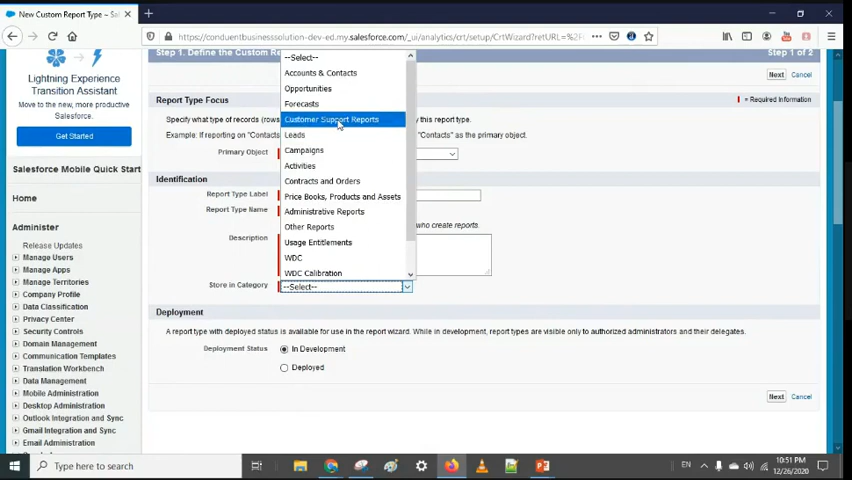 New Custom Report Type ~ Salesforce
https://conduentbusinessolution-dev-ed.my.salesforce.com/_ui/analytics/crt/setup/CrtWizard?retURL=%2F
Lightning Experience
Transition Assistant
Move to the new, more productive
Salesforce.
Get Started
Salesforce Mobile Quick Start
Home
Administer
Release Updates
Manage Users
Manage Apps
Manage Territories
Company Profile
Data Classification
Privacy Center
Security Controls
Domain Management
Communication Templates
Translation Workbench
Data Management
Mobile Administration
Desktop Administration
Outlook Integration and Sync
Gmail Integration and Sync
Email Administration
Step 1. Define the Custom Re
Step 1 of 2
Next Cancel
Report Type Focus
= Required Information
Specify what type of records (rows
by this report type.
Example: If reporting on "Contacts
"Contacts" as the primary object.
Primary Object
Identification
Report Type Label
Report Type Name
who create reports.
Description
Store in Category
--Select--
--Select--
Accounts & Contacts
Opportunities
Forecasts
Customer Support Reports
Leads
Campaigns
Activities
Contracts and Orders
Price Books, Products and Assets
Administrative Reports
Other Reports
Usage Entitlements
WDC
WDC Calibration
Deployment
A report type with deployed status is available for use in the report wizard. While in development, report types are visible only to authorized administrators and their delegates.
Deployment Status
In Development
Deployed
Next Cancel
Type here to search
EN
10:51 PM
12/26/2020